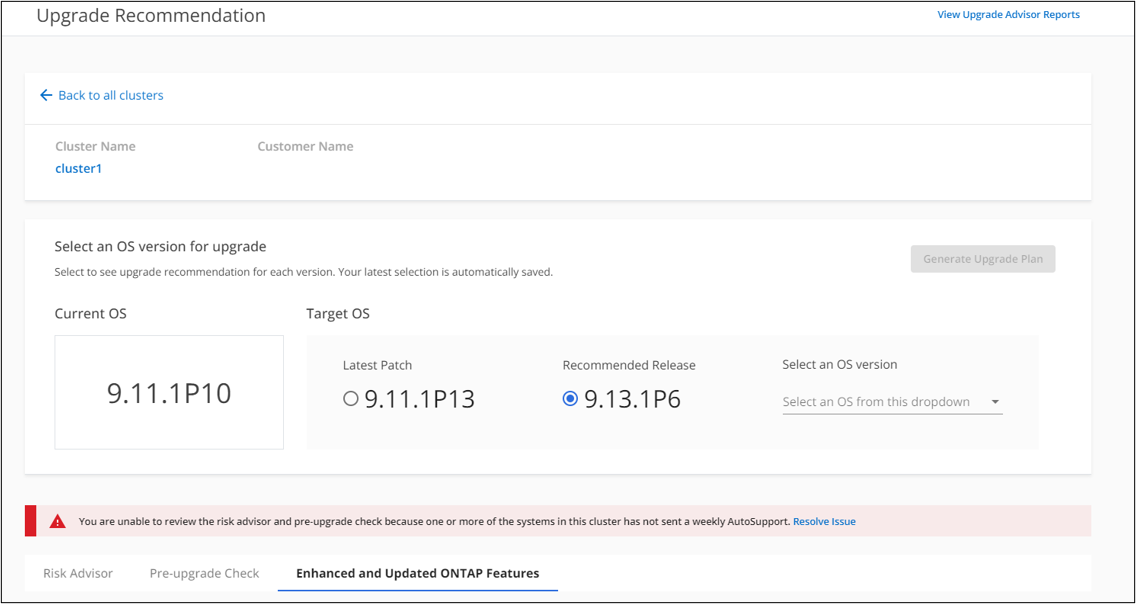 Upgrade Recommendation
View Upgrade Advisor Reports
Back to all clusters
Cluster Name
Customer Name
cluster1
Select an OS version for upgrade
Select to see upgrade recommendation for each version. Your latest selection is automatically saved.
Generate Upgrade Plan
Current OS
Target OS
9.11.1P10
Latest Patch
Recommended Release
Select an OS version
9.11.1P13
9.13.1P6
Select an OS from this dropdown
You are unable to review the risk advisor and pre-upgrade check because one or more of the systems in this cluster has not sent a weekly AutoSupport. Resolve Issue
Risk Advisor
Pre-upgrade Check
Enhanced and Updated ONTAP Features